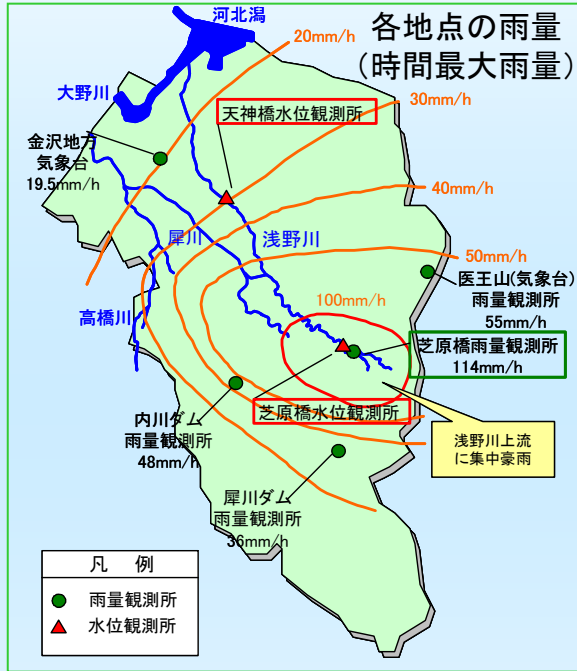 各地点の雨量
(時間最大雨量)
河北潟
20mm/h
大野川
30mm/h
天神橋水位観測所
金沢地方
気象台
19.5mm/h
40mm/h
犀川
浅野川
50mm/h
医王山(気象台)
雨量観測所
55mm/h
高橋川
100mm/h
芝原橋雨量観測所
114mm/h
内川ダム
雨量観測所
48mm/h
芝原橋水位観測所
浅野川上流
に集中豪雨
犀川ダム
雨量観測所
36mm/h
凡 例
雨量観測所
水位観測所